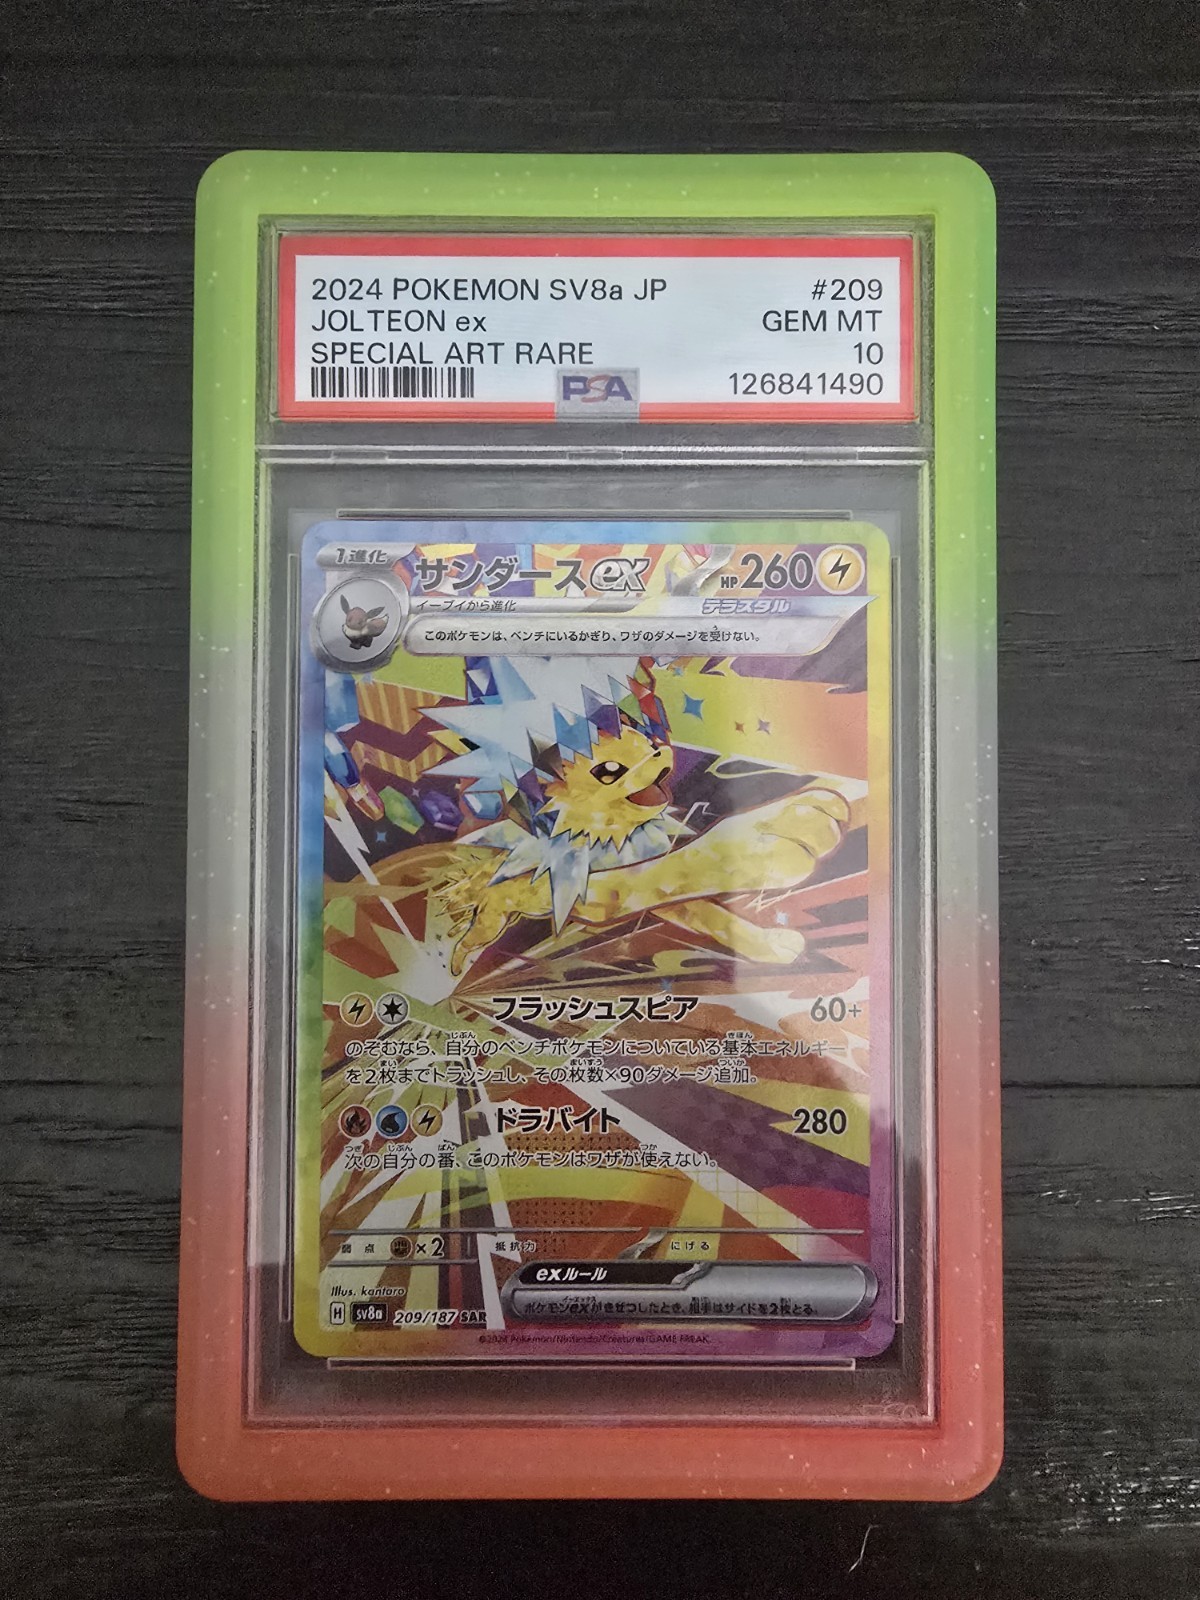 2024 POKEMON SV8a JP #209
JOLTEON ex GEM MT
SPECIAL ART RARE 10
PSA 126841490
1進化 サンダースex HP260
イーブイから進化 テラスタル
このポケモンは、ベンチにいるかぎり、ワザのダメージを受けない。
フラッシュスピア 60+
のぞむなら、自分のベンチポケモンについている基本エネルギー
を2枚までトラッシュし、その枚数×90ダメージ追加。
ドラバイト 280
次の自分の番、このポケモンはワザが使えない。
弱点 ×2 抵抗力 にげる
exルール
ポケモンexがきぜつしたとき、相手はサイドを2枚とる。
Illus. kantaro
H sv8a 209/187 SAR
©2024 Pokémon/Nintendo/Creatures/GAME FREAK.